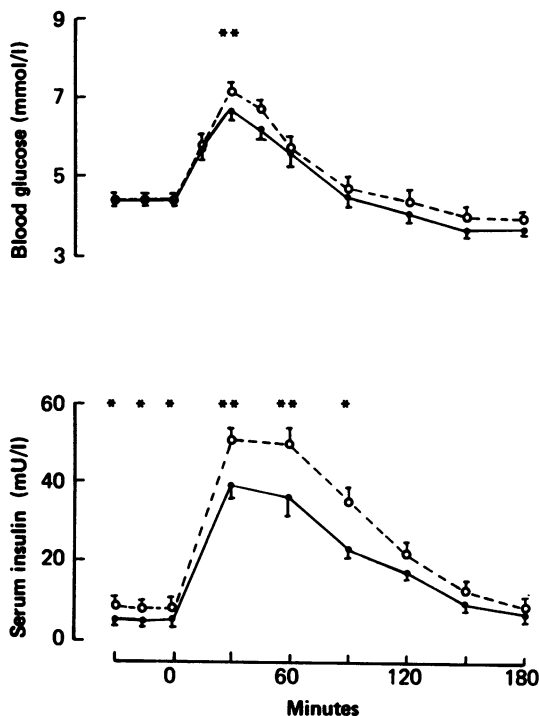 9
**
7
5
3
Blood glucose (mmol/l)
60
* * * ** ** *
40
20
0
Serum insulin (mU/l)
0 60 120 180
Minutes